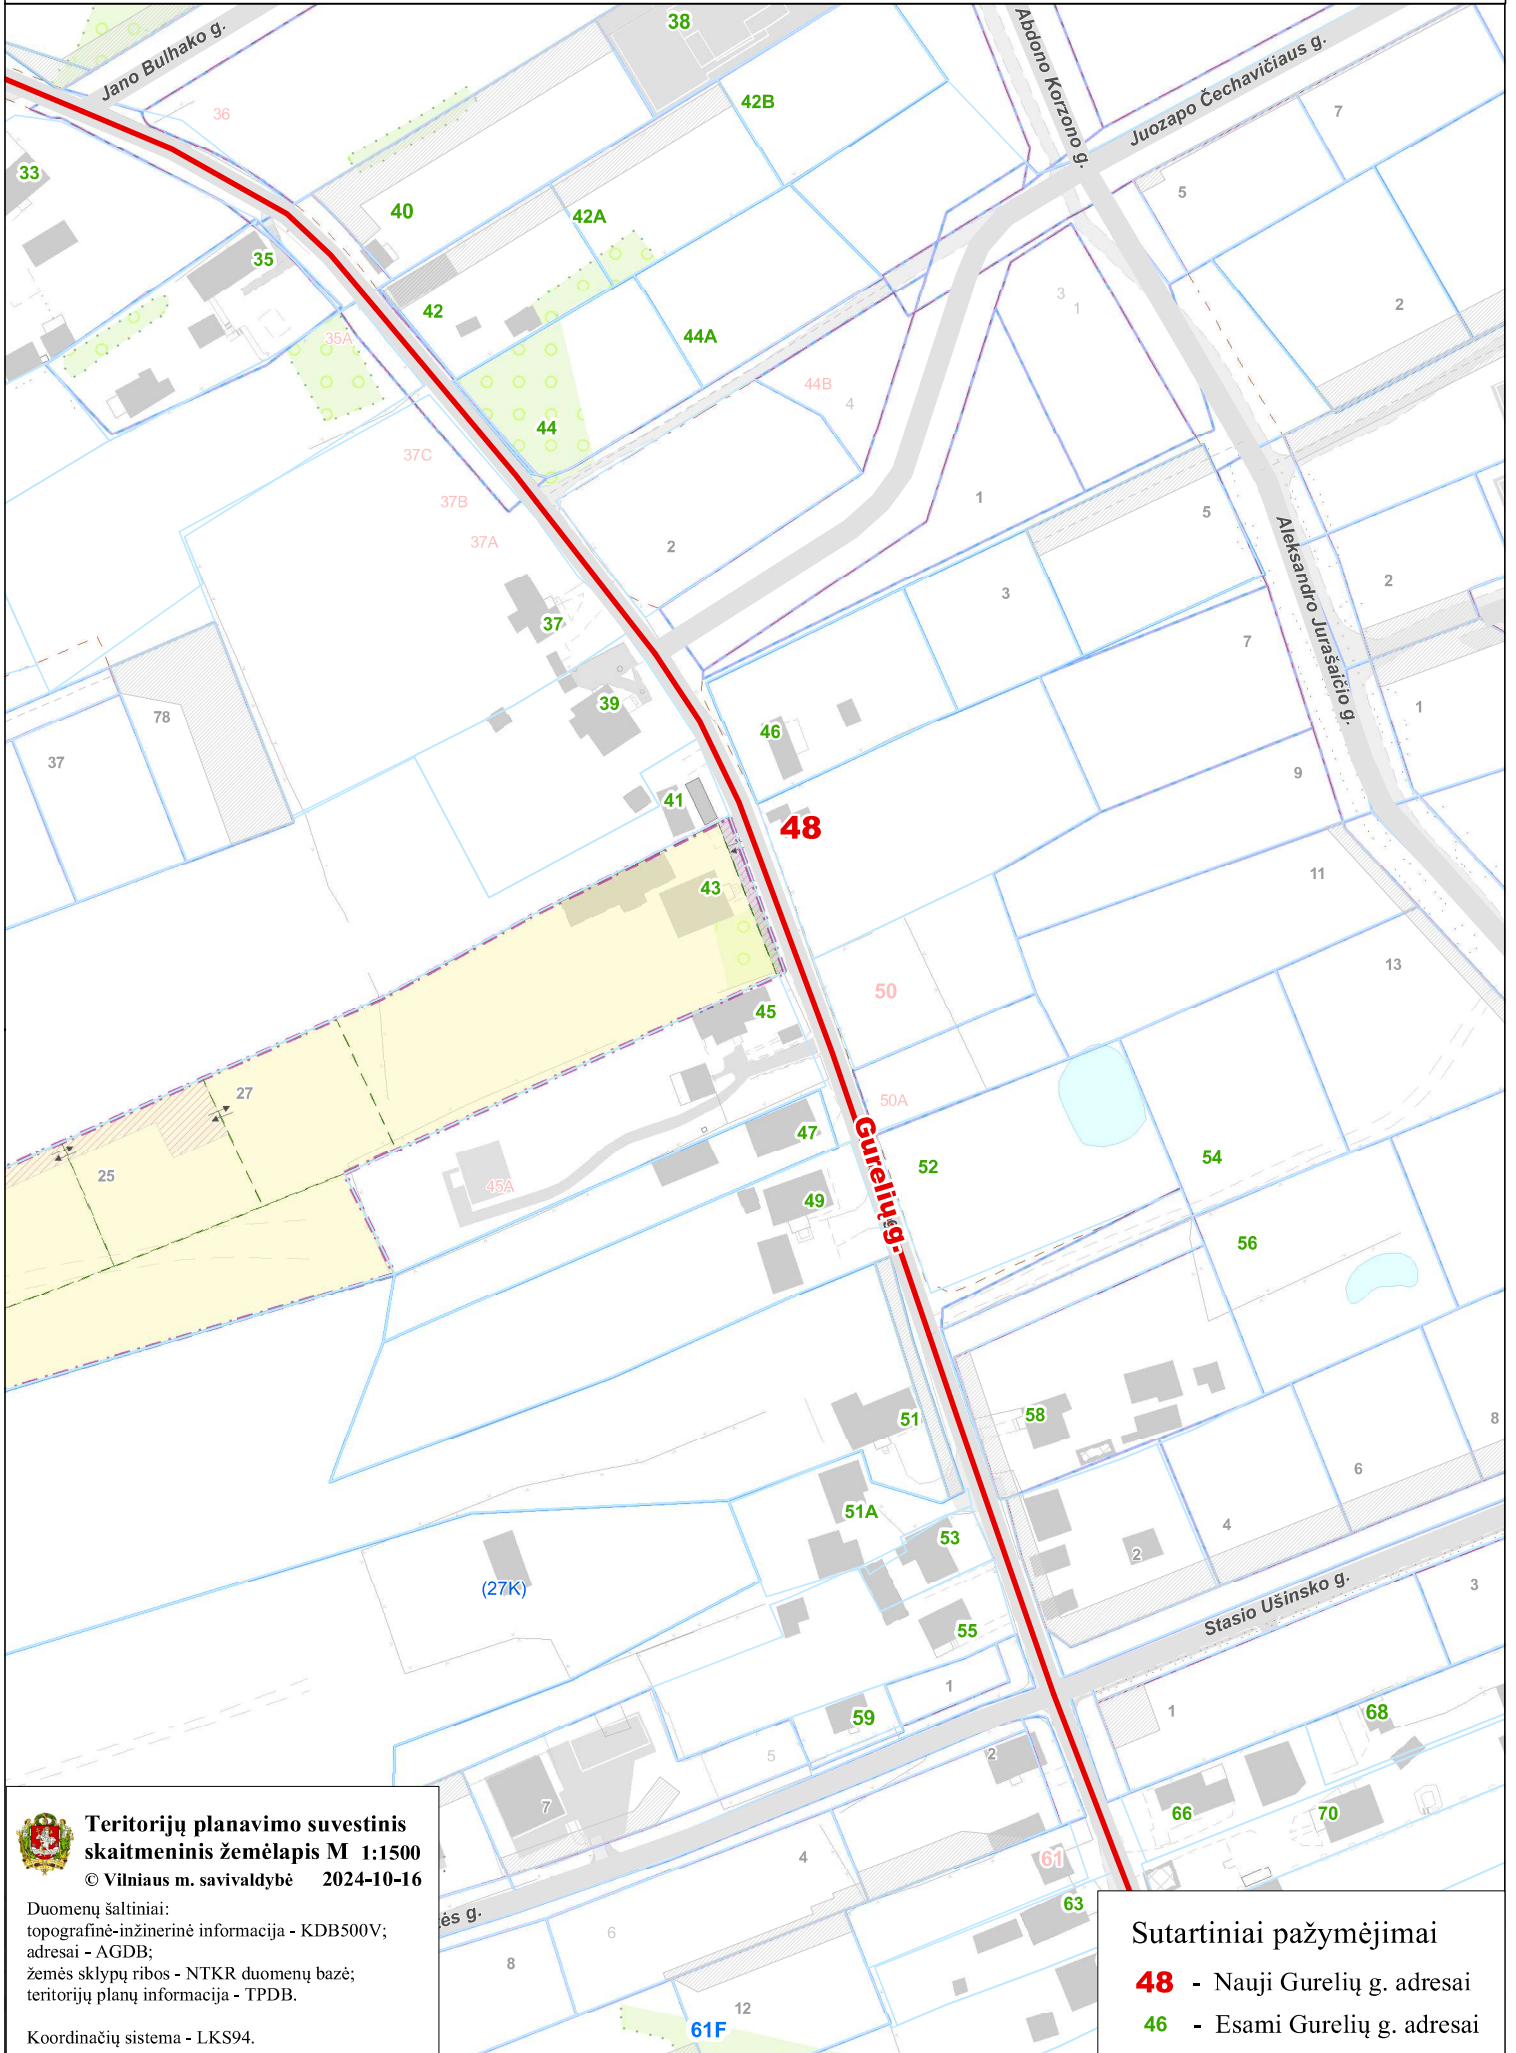 38
Jano Bulhako g.
Abdono Korzono g.
Juozapo Čechavičiaus g.
36
42B
7
33
40
42A
5
35
42
3
1
2
35A
44A
44B
4
44
37C
37B
1
5
37A
2
Aleksandro Jurašaičio g.
2
3
37
7
39
46
78
1
37
9
41
48
43
11
50
13
45
27
50A
47
Gurelių g.
54
52
25
45A
49
56
51
58
8
6
51A
4
53
2
(27K)
3
Stasio Ušinsko g.
55
1
59
1
68
5
2
7
66
70
4
61
63
ės g.
6
8
12
61F
Teritorijų planavimo suvestinis
skaitmeninis žemėlapis M 1:1500
© Vilniaus m. savivaldybė 2024-10-16
Duomenų šaltiniai:
topografinė-inžinerinė informacija - KDB500V;
adresai - AGDB;
žemės sklypų ribos - NTKR duomenų bazė;
teritorijų planų informacija - TPDB.
Koordinačių sistema - LKS94.
Sutartiniai pažymėjimai
48 - Nauji Gurelių g. adresai
46 - Esami Gurelių g. adresai